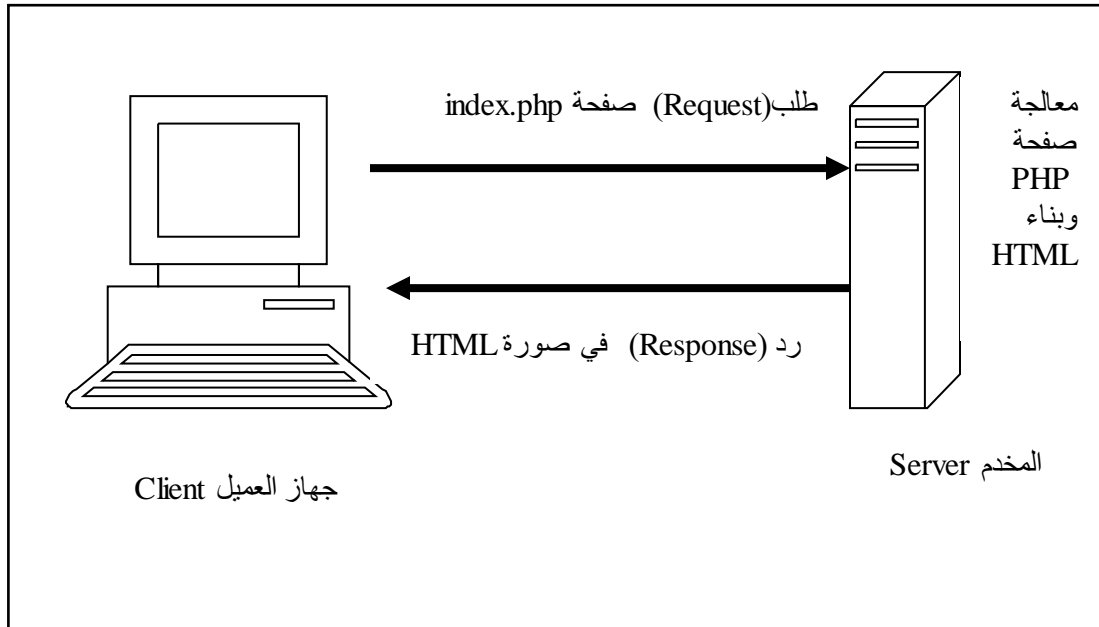 طلب(Request) صفحة index.php
معالجة
صفحة
PHP
وبناء
HTML
رد (Response) في صورة HTML
المخدم Server
جهاز العميل Client